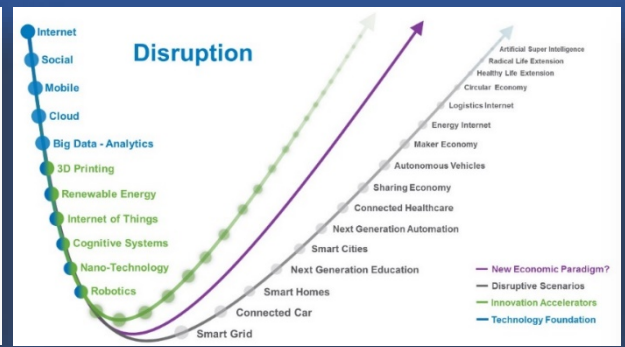 Disruption
Internet
Social
Mobile
Cloud
Big Data - Analytics
3D Printing
Renewable Energy
Internet of Things
Cognitive Systems
Nano-Technology
Robotics
Artificial Super Intelligence
Radical Life Extension
Healthy Life Extension
Circular Economy
Logistics Internet
Energy Internet
Maker Economy
Autonomous Vehicles
Sharing Economy
Connected Healthcare
Next Generation Automation
Smart Cities
Next Generation Education
Smart Homes
Connected Car
Smart Grid
New Economic Paradigm?
Disruptive Scenarios
Innovation Accelerators
Technology Foundation